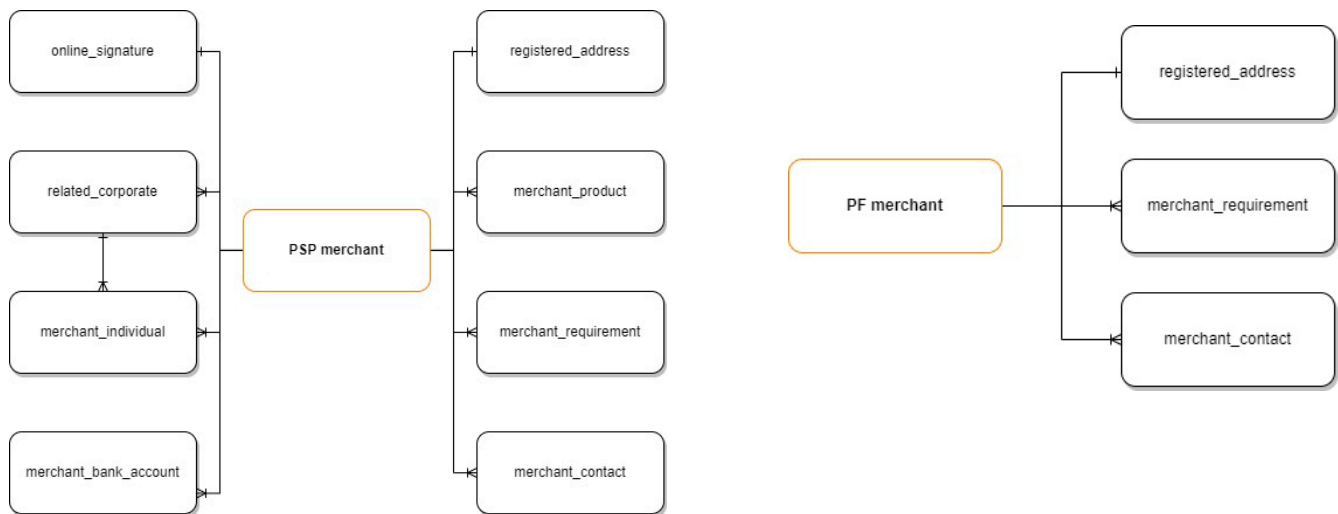 online_signature
related_corporate
merchant_individual
merchant_bank_account
PSP merchant
registered_address
merchant_product
merchant_requirement
merchant_contact
PF merchant
registered_address
merchant_requirement
merchant_contact